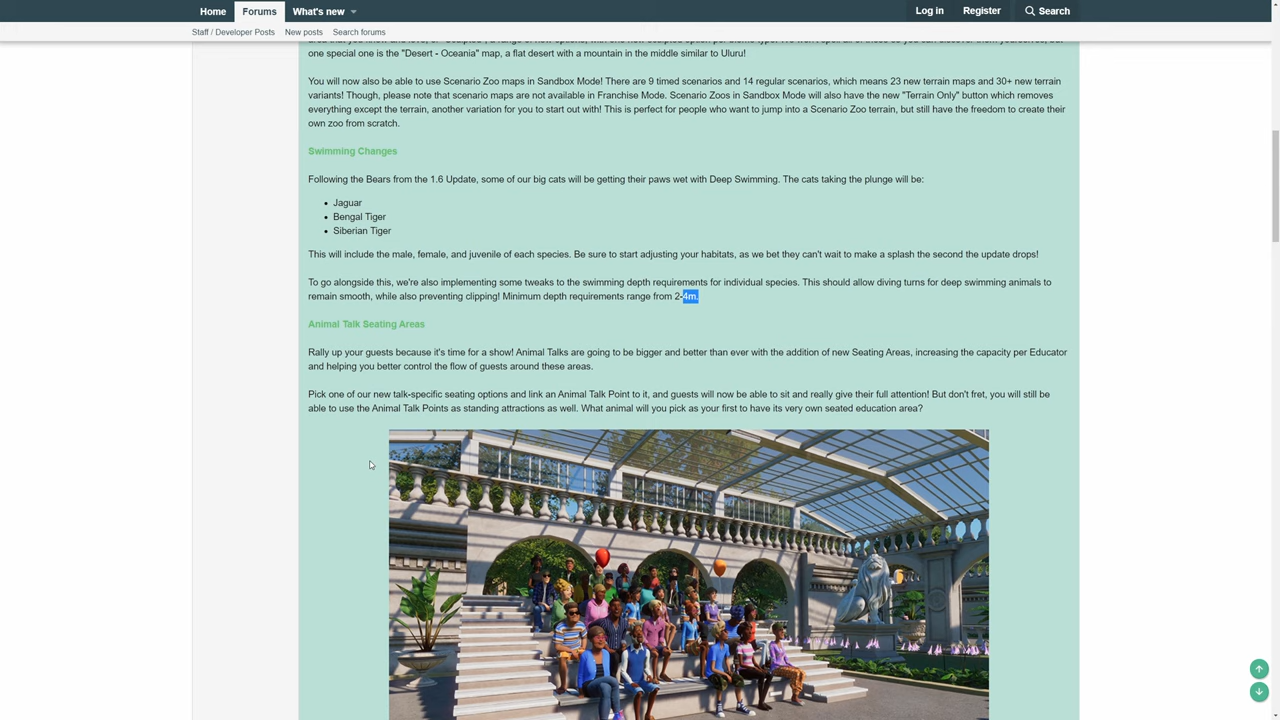 Home Forums What's new Log in Register Search
Staff / Developer Posts New posts Search forums
one special one is the "Desert - Oceania" map, a flat desert with a mountain in the middle similar to Uluru!
You will now also be able to use Scenario Zoo maps in Sandbox Mode! There are 9 timed scenarios and 14 regular scenarios, which means 23 new terrain maps and 30+ new terrain
variants! Though, please note that scenario maps are not available in Franchise Mode. Scenario Zoos in Sandbox Mode will also have the new "Terrain Only" button which removes
everything except the terrain, another variation for you to start out with! This is perfect for people who want to jump into a Scenario Zoo terrain, but still have the freedom to create their
own zoo from scratch.
Swimming Changes
Following the Bears from the 1.6 Update, some of our big cats will be getting their paws wet with Deep Swimming. The cats taking the plunge will be:
• Jaguar
• Bengal Tiger
• Siberian Tiger
This will include the male, female, and juvenile of each species. Be sure to start adjusting your habitats, as we bet they can't wait to make a splash the second the update drops!
To go alongside this, we're also implementing some tweaks to the swimming depth requirements for individual species. This should allow diving turns for deep swimming animals to
remain smooth, while also preventing clipping! Minimum depth requirements range from 2-4m.
Animal Talk Seating Areas
Rally up your guests because it's time for a show! Animal Talks are going to be bigger and better than ever with the addition of new Seating Areas, increasing the capacity per Educator
and helping you better control the flow of guests around these areas.
Pick one of our new talk-specific seating options and link an Animal Talk Point to it, and guests will now be able to sit and really give their full attention! But don't fret, you will still be
able to use the Animal Talk Points as standing attractions as well. What animal will you pick as your first to have its very own seated education area?